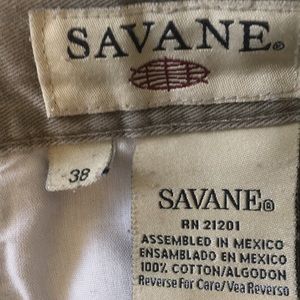 SAVANE®
38
SAVANE®
RN 21201
ASSEMBLED IN MEXICO
ENSAMBLADO EN MEXICO
100% COTTON/ALGODON
Reverse For Care/Vea Reverso